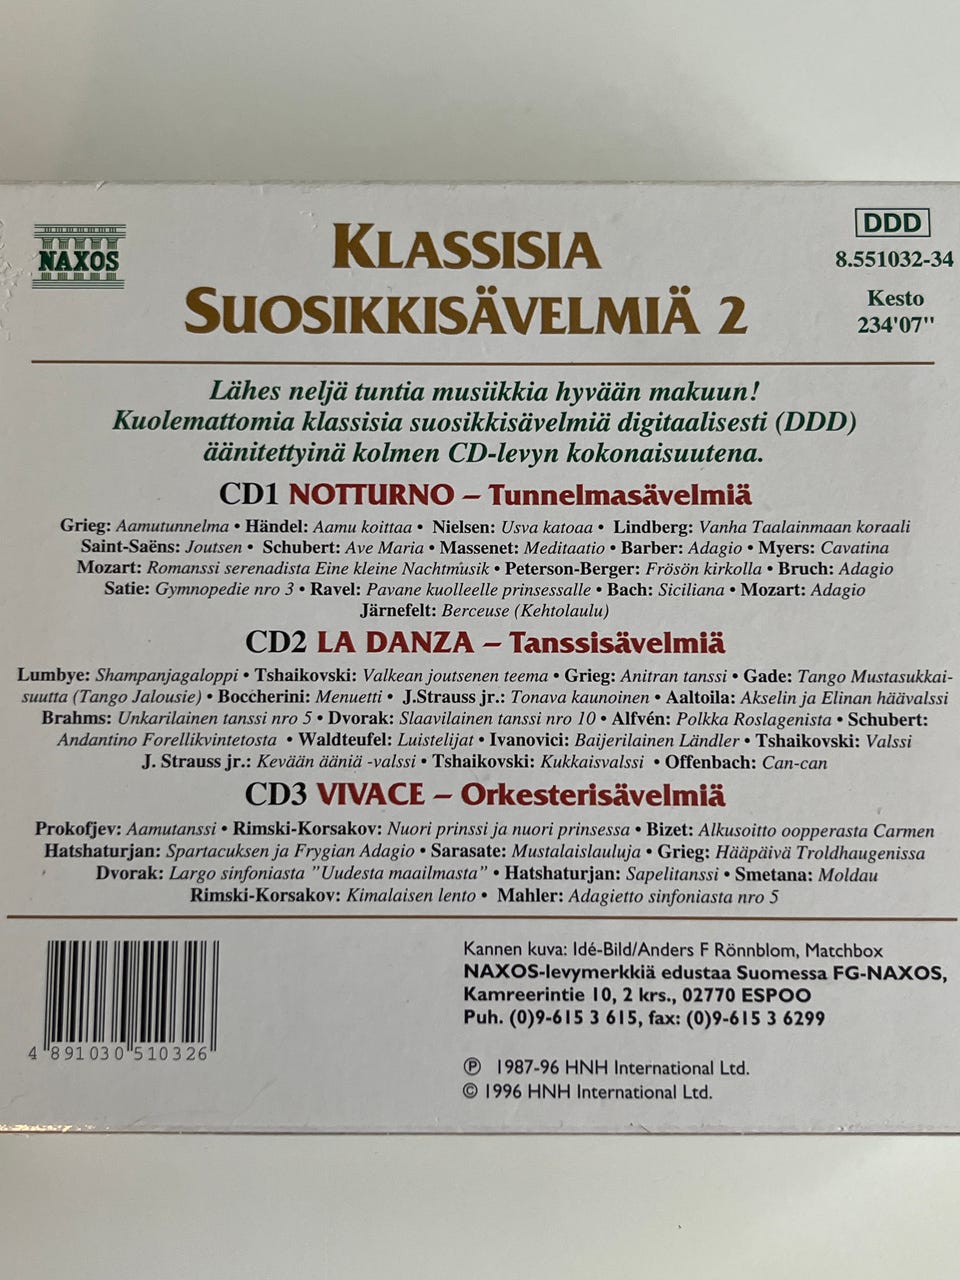 NAXOS
KLASSISIA
SUOSIKKISÄVELMIÄ 2
DDD
8.551032-34
Kesto
234'07"
Lähes neljä tuntia musiikkia hyvään makuun!
Kuolemattomia klassisia suosikkisävelmiä digitaalisesti (DDD)
äänitettyinä kolmen CD-levyn kokonaisuutena.
CD1 NOTTURNO – Tunnelmasävelmiä
Grieg: Aamutunnelma • Händel: Aamu koittaa • Nielsen: Usva katoaa • Lindberg: Vanha Taalainmaan koraali
Saint-Saëns: Joutsen • Schubert: Ave Maria • Massenet: Meditaatio • Barber: Adagio • Myers: Cavatina
Mozart: Romanssi serenadista Eine kleine Nachtmusik • Peterson-Berger: Frösön kirkolla • Bruch: Adagio
Satie: Gymnopedie nro 3 • Ravel: Pavane kuolleelle prinsessalle • Bach: Siciliana • Mozart: Adagio
Järnefelt: Berceuse (Kehtolaulu)
CD2 LA DANZA – Tanssisävelmiä
Lumbye: Shampanjagaloppi • Tshaikovski: Valkean joutsenen teema • Grieg: Anitran tanssi • Gade: Tango Mustasukkai-
suutta (Tango Jalousie) • Boccherini: Menuetti • J.Strauss jr.: Tonava kaunoinen • Aaltoila: Akselin ja Elinan häävalssi
Brahms: Unkarilainen tanssi nro 5 • Dvorak: Slaavilainen tanssi nro 10 • Alfvén: Polkka Roslagenista • Schubert:
Andantino Forellikvintetosta • Waldteufel: Luistelijat • Ivanovici: Baijerilainen Ländler • Tshaikovski: Valssi
J. Strauss jr.: Kevään ääniä -valssi • Tshaikovski: Kukkaisvalssi • Offenbach: Can-can
CD3 VIVACE – Orkesterisävelmiä
Prokofjev: Aamutanssi • Rimski-Korsakov: Nuori prinssi ja nuori prinsessa • Bizet: Alkusoitto oopperasta Carmen
Hatshaturjan: Spartacuksen ja Frygian Adagio • Sarasate: Mustalaislauluja • Grieg: Hääpäivä Troldhaugenissa
Dvorak: Largo sinfoniasta "Uudesta maailmasta" • Hatshaturjan: Sapelitanssi • Smetana: Moldau
Rimski-Korsakov: Kimalaisen lento • Mahler: Adagietto sinfoniasta nro 5
4 891030 510326
Kannen kuva: Idé-Bild/Anders F Rönnblom, Matchbox
NAXOS-levymerkkiä edustaa Suomessa FG-NAXOS,
Kamreerintie 10, 2 krs., 02770 ESPOO
Puh. (0)9-615 3 615, fax: (0)9-615 3 6299
℗ 1987-96 HNH International Ltd.
© 1996 HNH International Ltd.